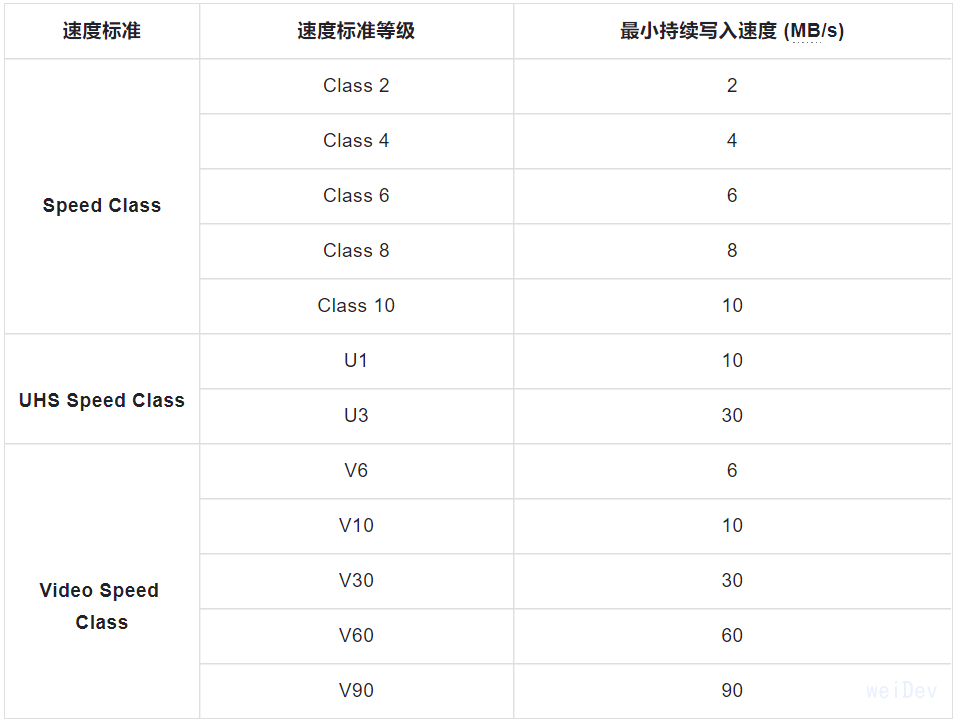 速度标准 速度标准等级 最小持续写入速度 (MB/s)
Speed Class
Class 2 2
Class 4 4
Class 6 6
Class 8 8
Class 10 10
UHS Speed Class
U1 10
U3 30
Video Speed
Class
V6 6
V10 10
V30 30
V60 60
V90 90
weiDev